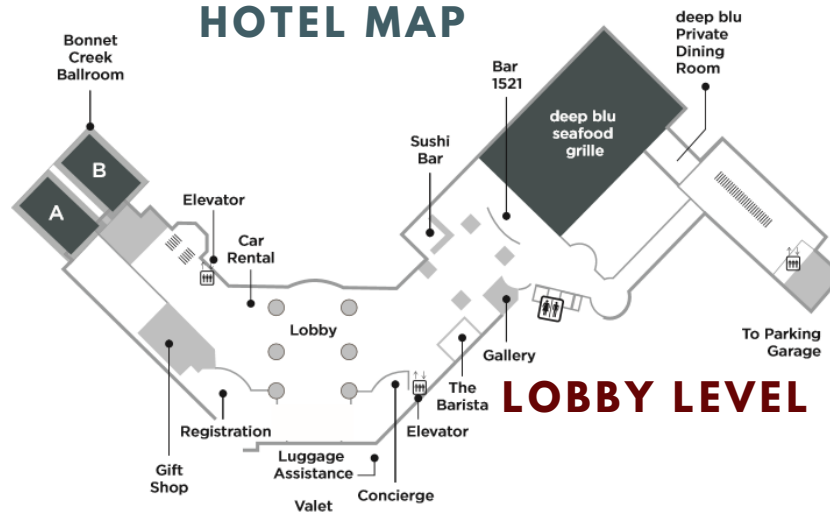 HOTEL MAP
deep blu
Private
Dining
Room
Bonnet
Creek
Ballroom
Bar
1521
deep blu
seafood
grille
Sushi
Bar
B
A
Elevator
Car
Rental
Lobby
To Parking
Garage
Gallery
The
Barista
LOBBY LEVEL
Registration
Elevator
Luggage
Assistance
Gift
Shop
Concierge
Valet